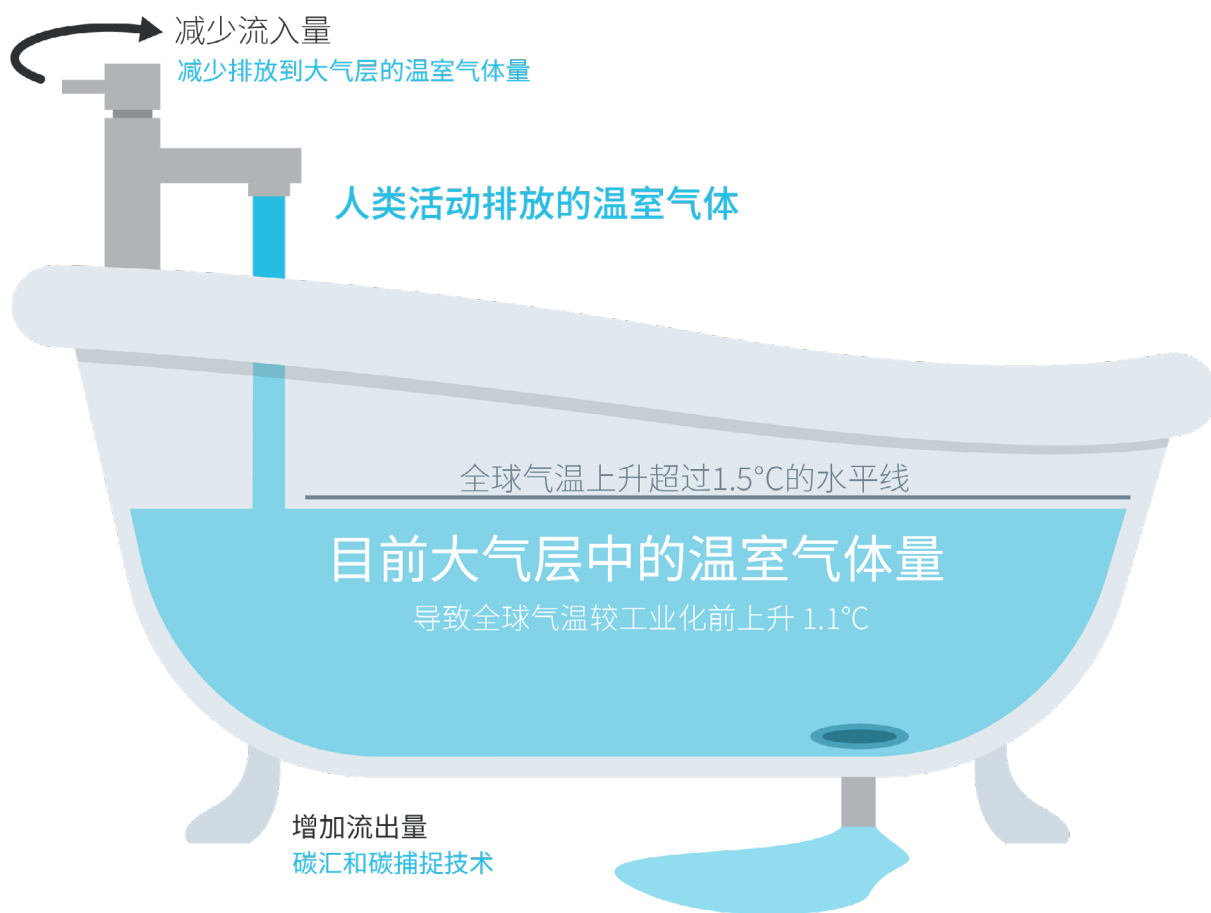 减少流入量
减少排放到大气层的温室气体量
人类活动排放的温室气体
全球气温上升超过1.5°C的水平线
目前大气层中的温室气体量
导致全球气温较工业化前上升 1.1°C
增加流出量
碳汇和碳捕捉技术